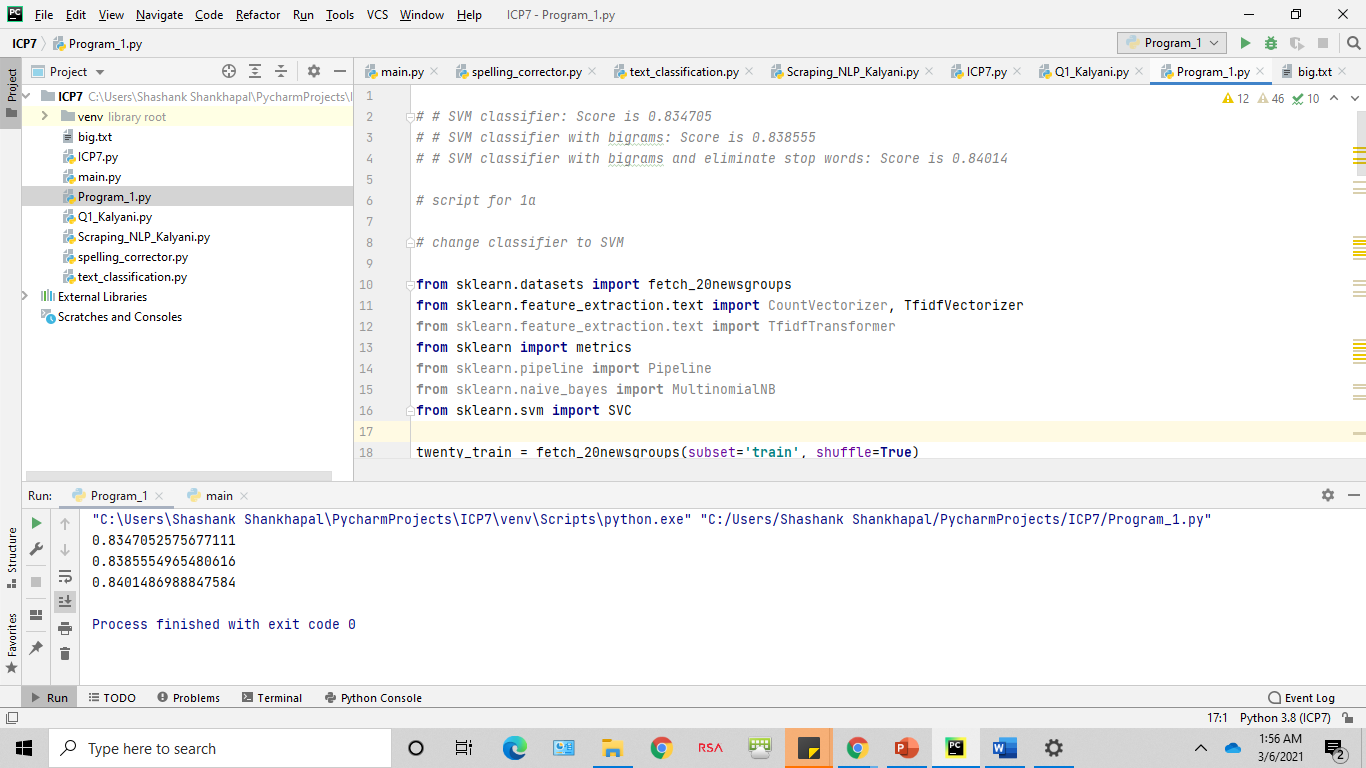 File Edit View Navigate Code Refactor Run Tools VCS Window Help ICP7 - Program_1.py
ICP7 Program_1.py Program_1
Project main.py spelling_corrector.py text_classification.py Scraping_NLP_Kalyani.py ICP7.py Q1_Kalyani.py Program_1.py big.txt
Project
ICP7 C:\Users\Shashank Shankhapal\PycharmProjects\I
venv library root
big.txt
ICP7.py
main.py
Program_1.py
Q1_Kalyani.py
Scraping_NLP_Kalyani.py
spelling_corrector.py
text_classification.py
External Libraries
Scratches and Consoles
12 46 10
1
2 # # SVM classifier: Score is 0.834705
3 # # SVM classifier with bigrams: Score is 0.838555
4 # # SVM classifier with bigrams and eliminate stop words: Score is 0.84014
5
6 # script for 1a
7
8 # change classifier to SVM
9
10 from sklearn.datasets import fetch_20newsgroups
11 from sklearn.feature_extraction.text import CountVectorizer, TfidfVectorizer
12 from sklearn.feature_extraction.text import TfidfTransformer
13 from sklearn import metrics
14 from sklearn.pipeline import Pipeline
15 from sklearn.naive_bayes import MultinomialNB
16 from sklearn.svm import SVC
17
18 twenty_train = fetch_20newsgroups(subset='train', shuffle=True)
Run: Program_1 main
"C:\Users\Shashank Shankhapal\PycharmProjects\ICP7\venv\Scripts\python.exe" "C:/Users/Shashank Shankhapal/PycharmProjects/ICP7/Program_1.py"
0.8347052575677111
0.8385554965480616
0.8401486988847584
Process finished with exit code 0
Structure
Favorites
Run TODO Problems Terminal Python Console Event Log
17:1 Python 3.8 (ICP7)
Type here to search
RSA
1:56 AM
3/6/2021
2